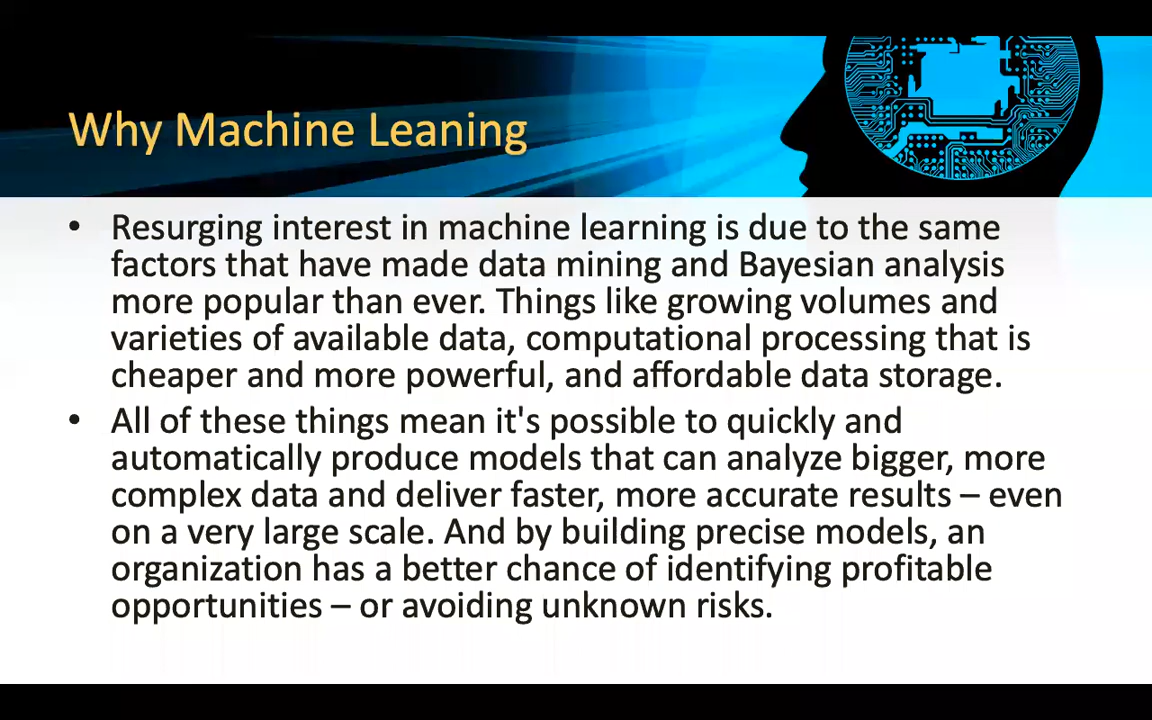 Why Machine Leaning
• Resurging interest in machine learning is due to the same
factors that have made data mining and Bayesian analysis
more popular than ever. Things like growing volumes and
varieties of available data, computational processing that is
cheaper and more powerful, and affordable data storage.
• All of these things mean it's possible to quickly and
automatically produce models that can analyze bigger, more
complex data and deliver faster, more accurate results – even
on a very large scale. And by building precise models, an
organization has a better chance of identifying profitable
opportunities – or avoiding unknown risks.